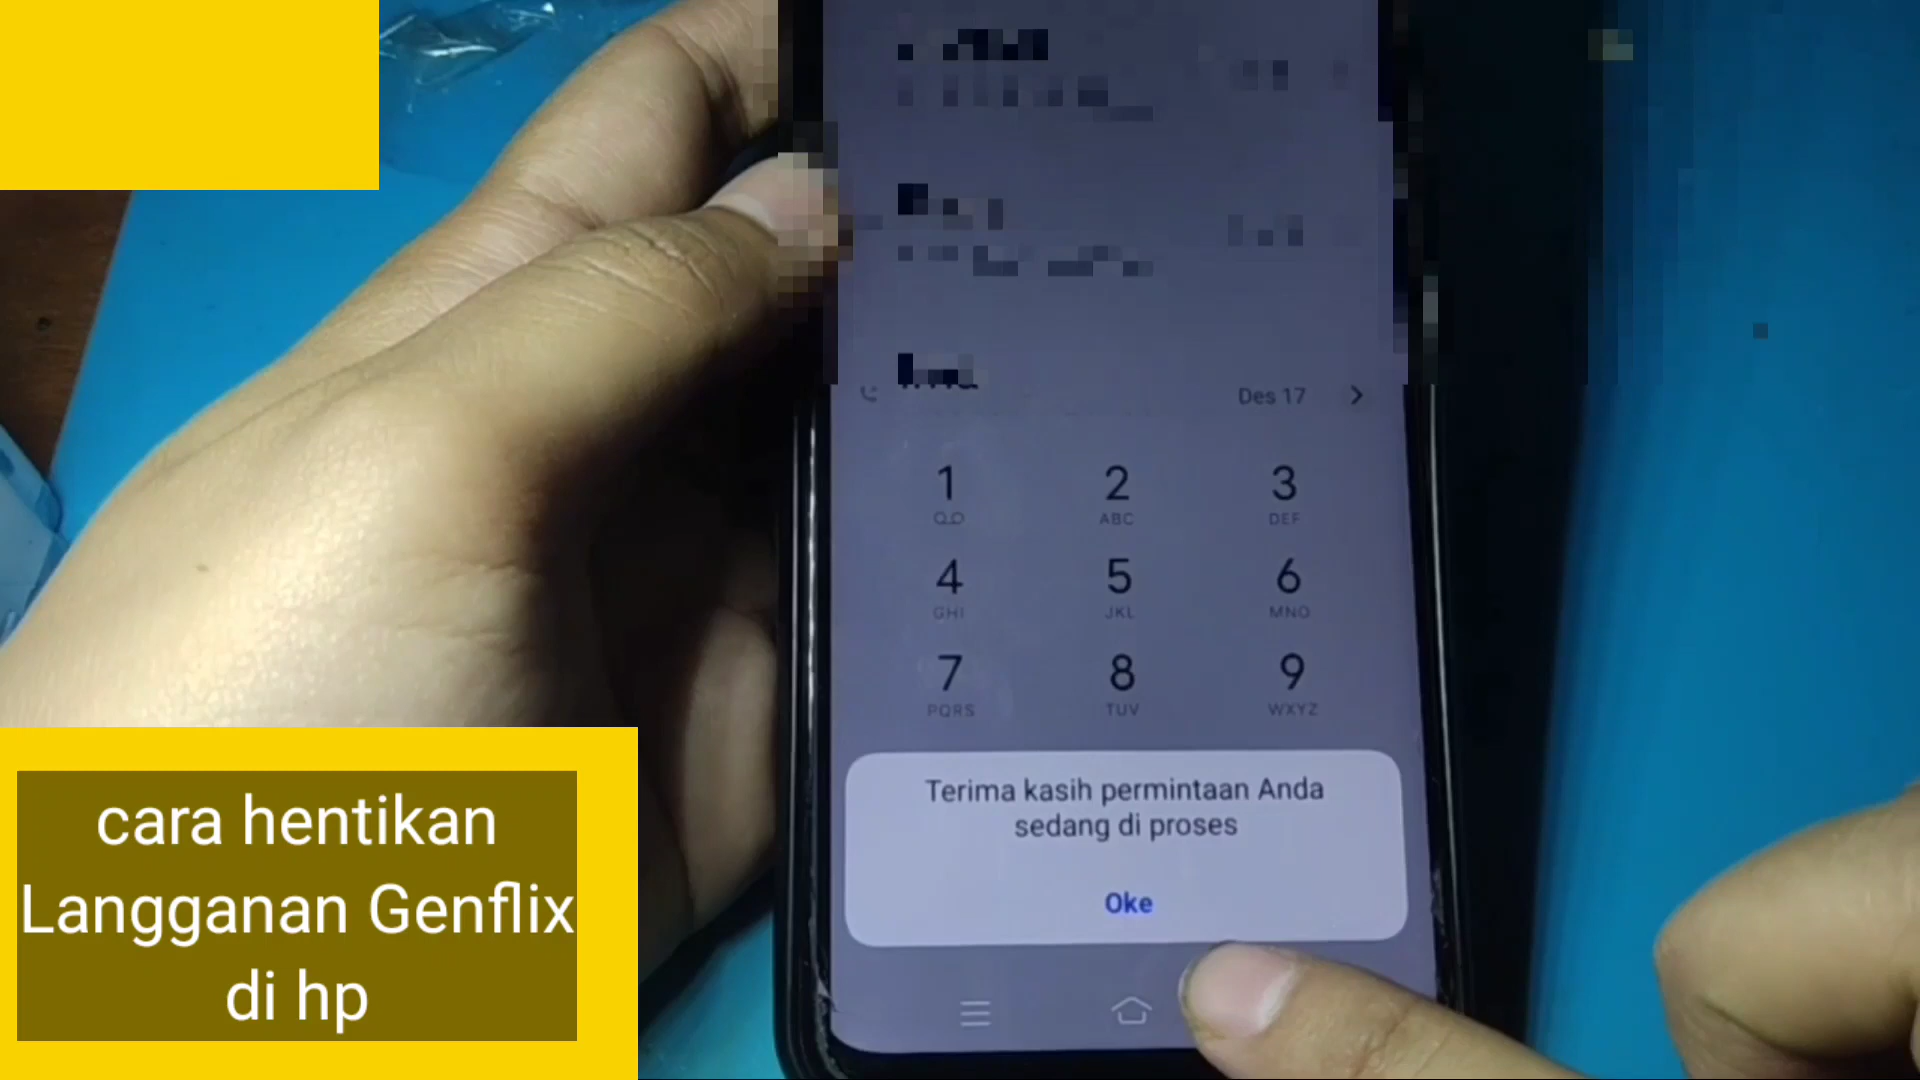 Des 17
1 2 3
ABC DEF
4 5 6
GHI JKL MNO
7 8 9
PQRS TUV WXYZ
Terima kasih permintaan Anda
sedang di proses
Oke
cara hentikan
Langganan Genflix
di hp